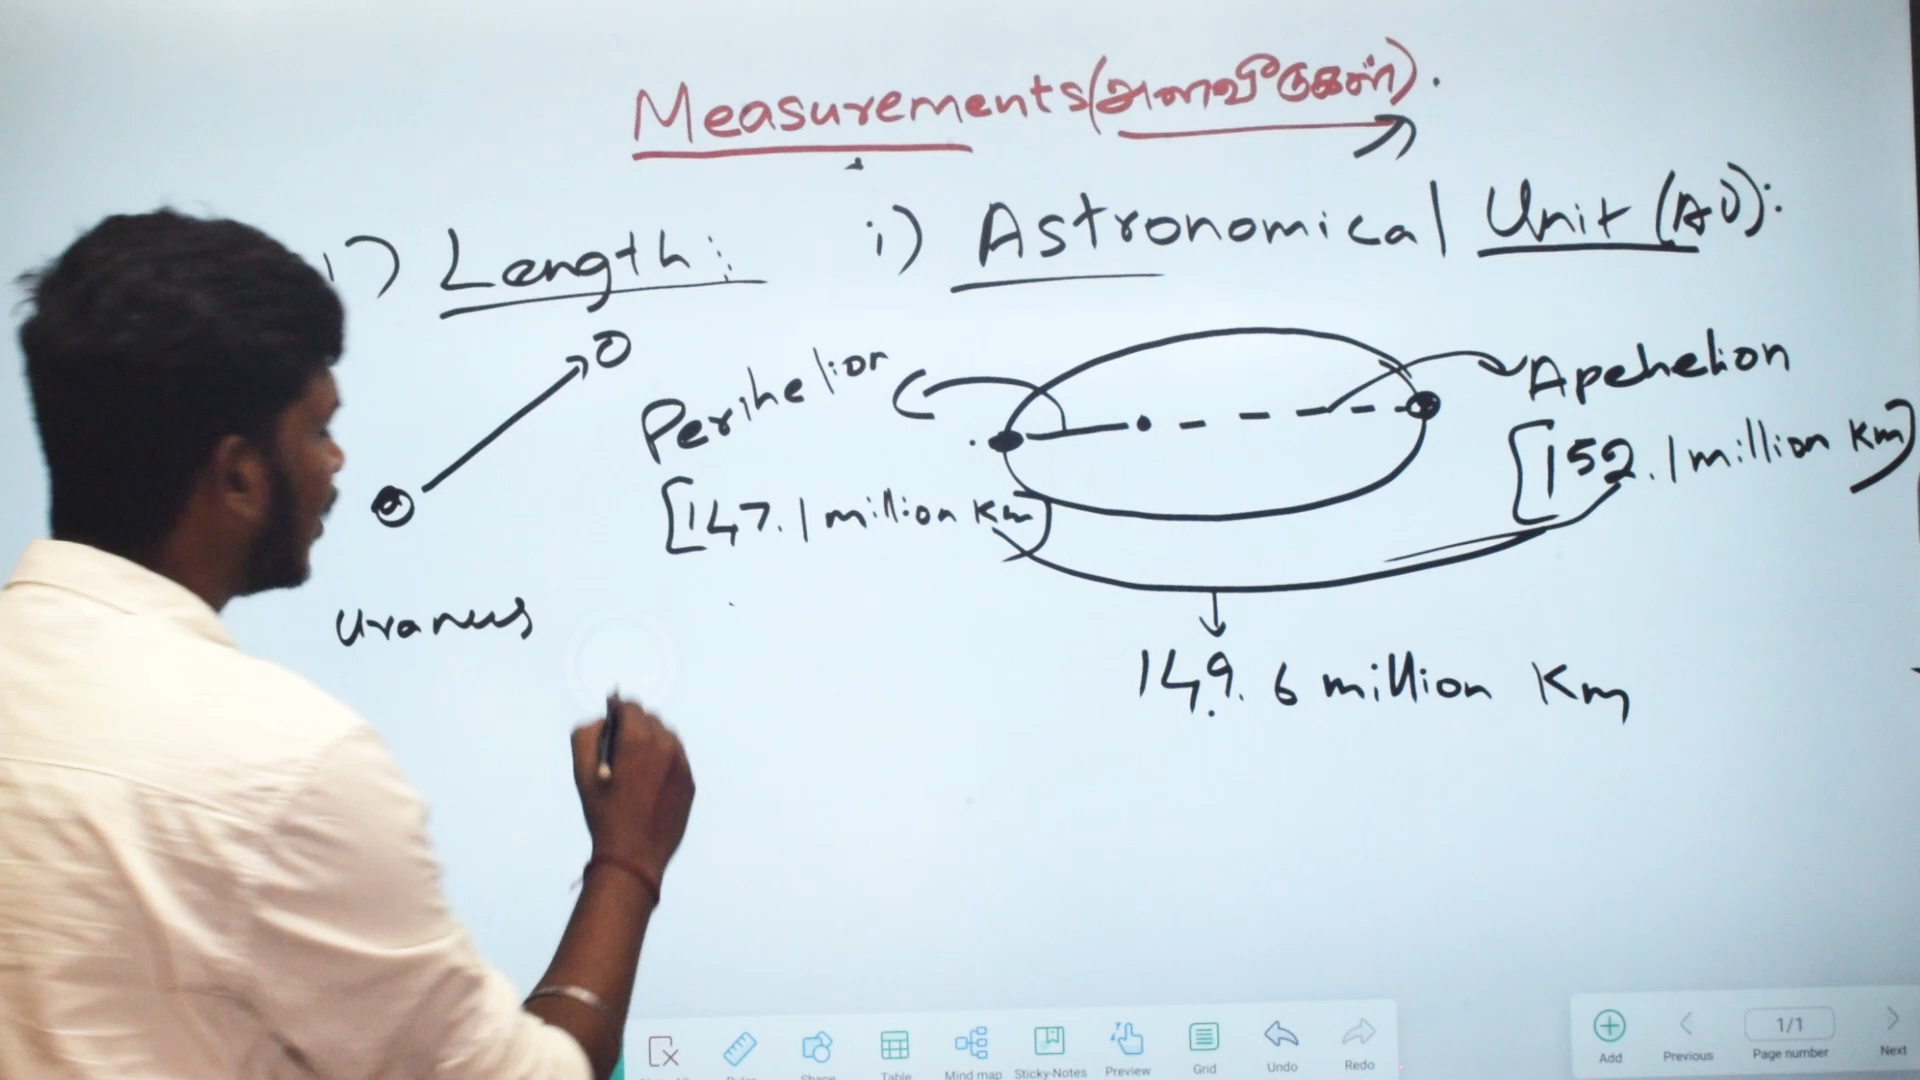 Measurements (அளவீடுகள்).
1) Length:
i) Astronomical Unit (AU):
Perihelion
[147.1 million Km]
Apehelion
[152.1 million Km]
149.6 million Km
Uranus
Table
Mind map
Sticky-Notes
Preview
Grid
Undo
Redo
Add
Previous
1/1
Page number
Next